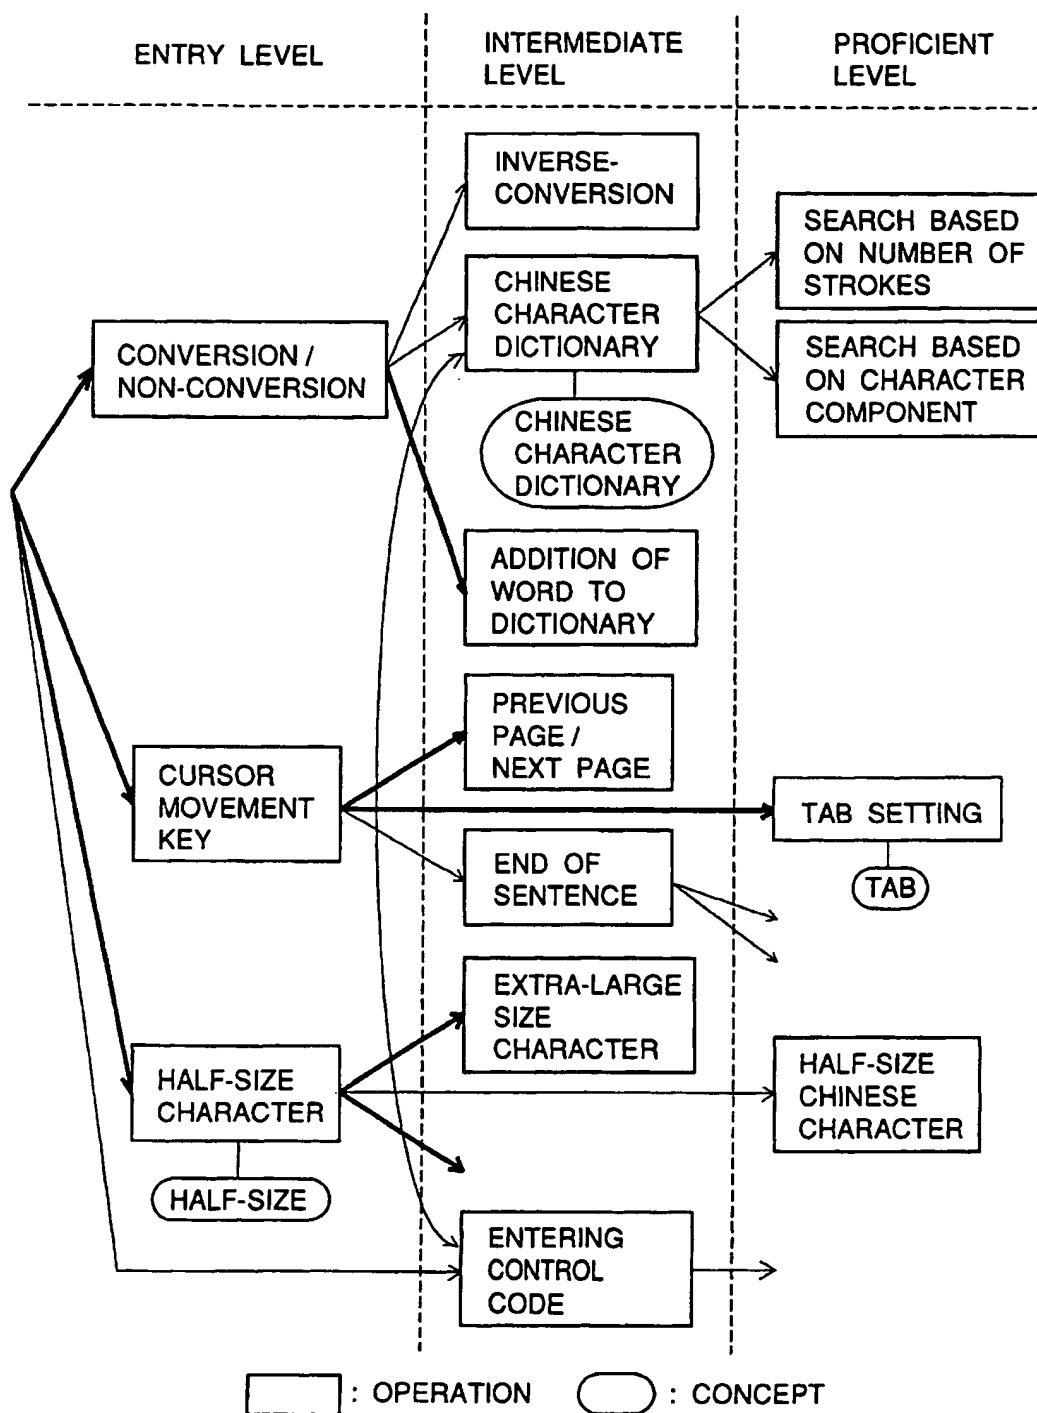 ENTRY LEVEL
INTERMEDIATE
LEVEL
PROFICIENT
LEVEL
INVERSE-
CONVERSION
SEARCH BASED
ON NUMBER OF
STROKES
CHINESE
CHARACTER
DICTIONARY
CONVERSION /
NON-CONVERSION
SEARCH BASED
ON CHARACTER
COMPONENT
CHINESE
CHARACTER
DICTIONARY
ADDITION OF
WORD TO
DICTIONARY
PREVIOUS
PAGE /
NEXT PAGE
CURSOR
MOVEMENT
KEY
TAB SETTING
TAB
END OF
SENTENCE
EXTRA-LARGE
SIZE
CHARACTER
HALF-SIZE
CHARACTER
HALF-SIZE
CHINESE
CHARACTER
HALF-SIZE
ENTERING
CONTROL
CODE
: OPERATION
: CONCEPT